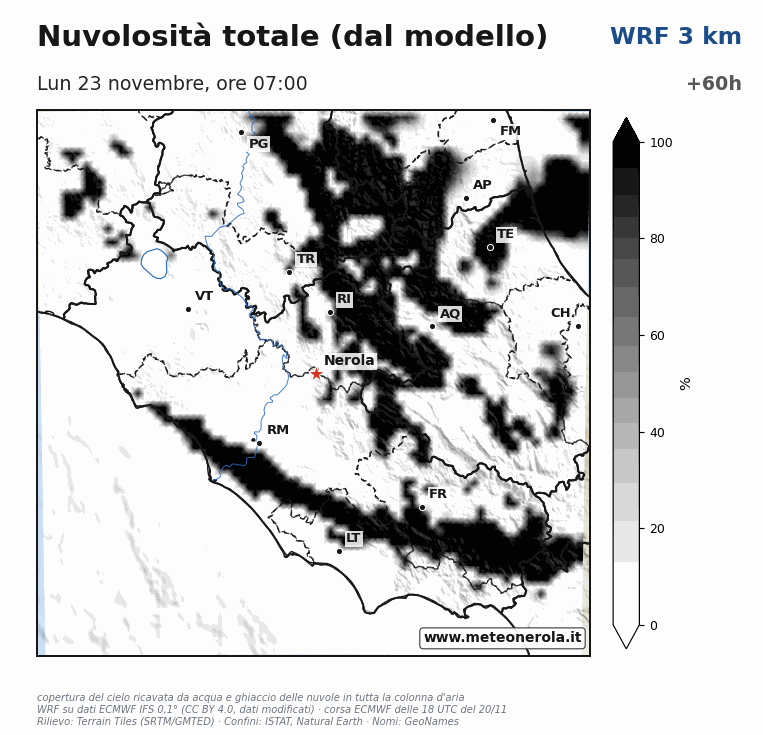 Nuvolosità totale (dal modello)
WRF 3 km
Lun 23 novembre, ore 07:00
+60h
FM
PG
AP
TE
TR
RI
VT
AQ
CH
Nerola
RM
FR
LT
100
80
60
40
20
0
%
www.meteonerola.it
copertura del cielo ricavata da acqua e ghiaccio delle nuvole in tutta la colonna d'aria
WRF su dati ECMWF IFS 0,1° (CC BY 4.0, dati modificati) · corsa ECMWF delle 18 UTC del 20/11
Rilievo: Terrain Tiles (SRTM/GMTED) · Confini: ISTAT, Natural Earth · Nomi: GeoNames